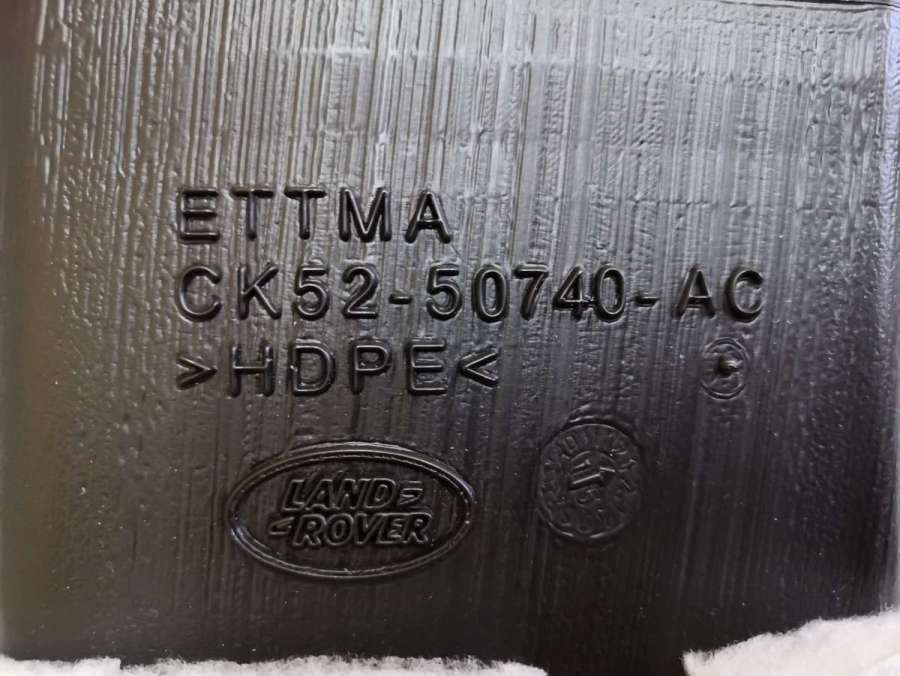 ETTMA
CK52-50740-AC
>HDPE<
LAND
ROVER